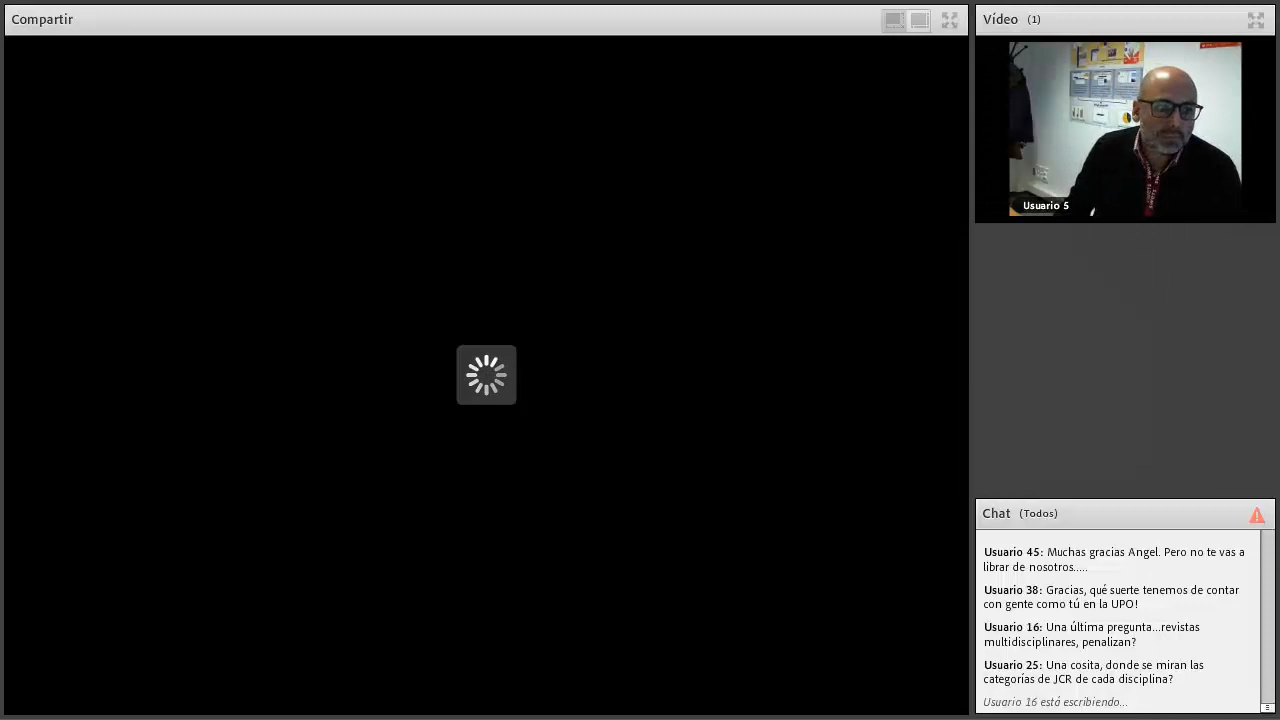 Compartir
Vídeo (1)
Usuario 5
Chat (Todos)
Usuario 45: Muchas gracias Angel. Pero no te vas a
librar de nosotros.....
Usuario 38: Gracias, qué suerte tenemos de contar
con gente como tú en la UPO!
Usuario 16: Una última pregunta...revistas
multidisciplinares, penalizan?
Usuario 25: Una cosita, donde se miran las
categorías de JCR de cada disciplina?
Usuario 16 está escribiendo...